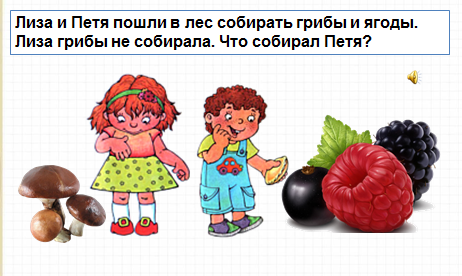 Лиза и Петя пошли в лес собирать грибы и ягоды.
Лиза грибы не собирала. Что собирал Петя?